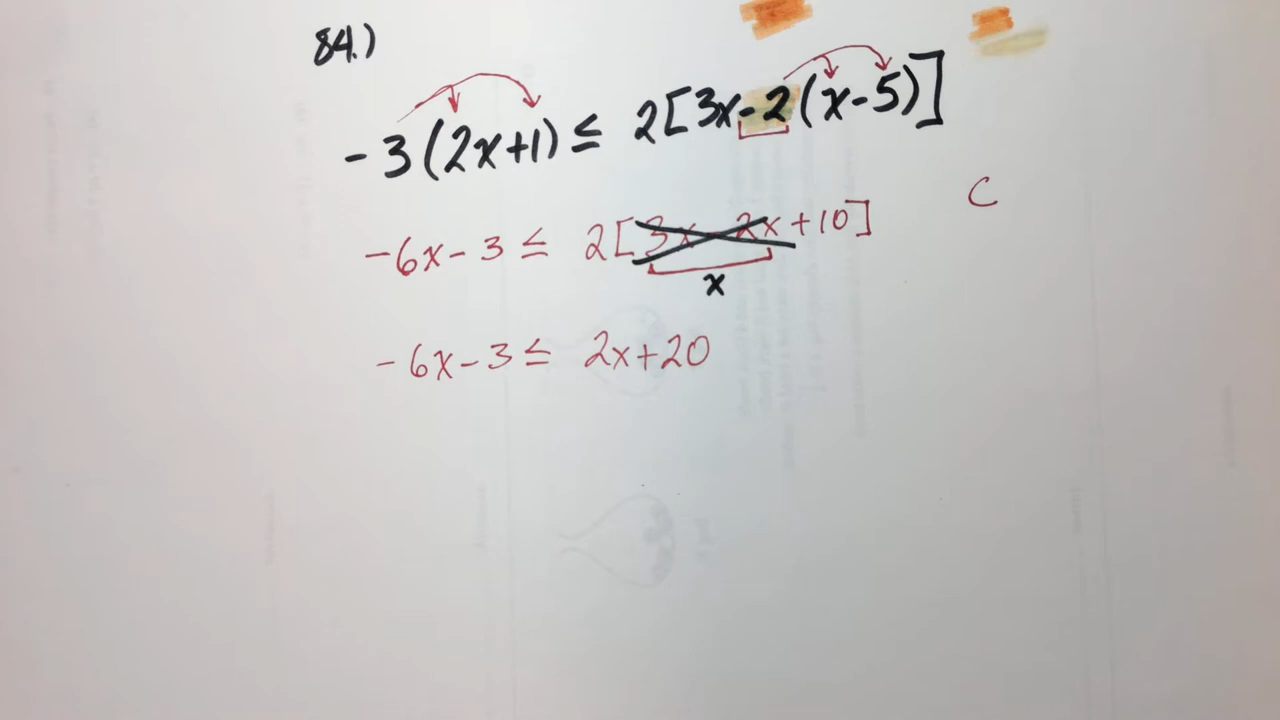 84.)
-3(2x+1) ≤ 2[3x-2(x-5)]
C
-6x-3 ≤ 2[3x-2x+10]
x
-6x-3 ≤ 2x+20